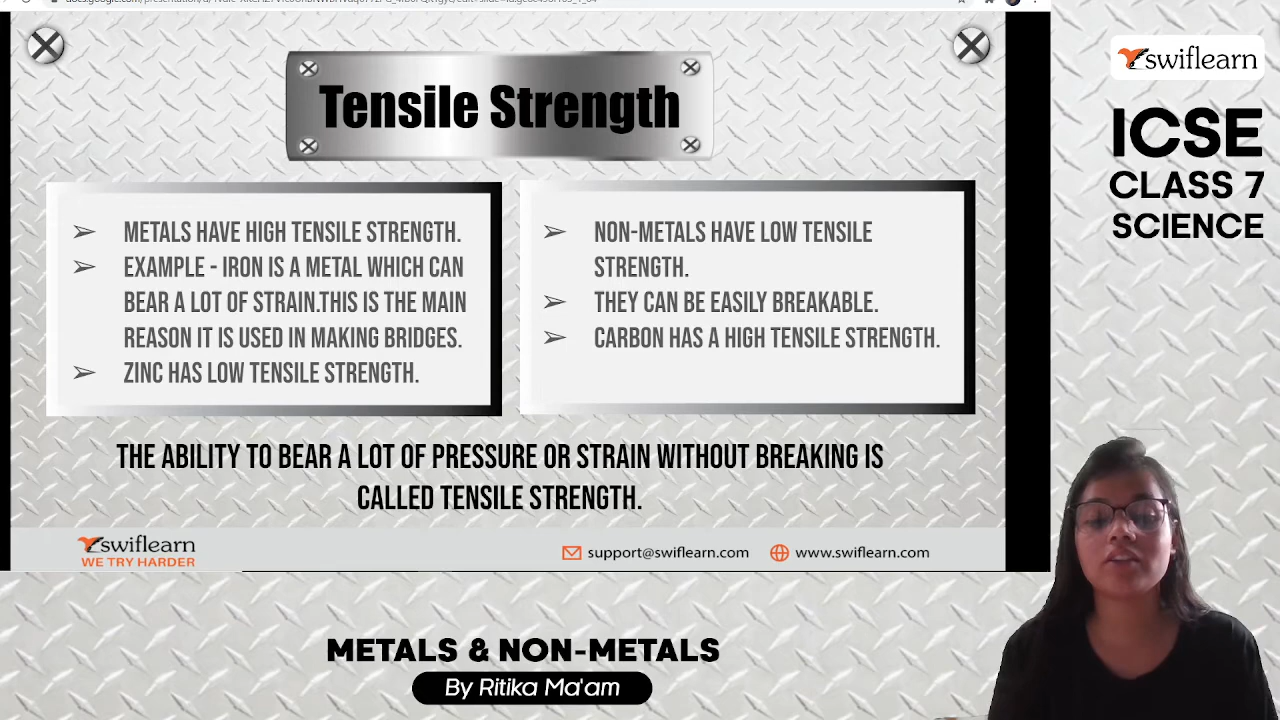 Tensile Strength
➢ METALS HAVE HIGH TENSILE STRENGTH.
➢ EXAMPLE - IRON IS A METAL WHICH CAN
BEAR A LOT OF STRAIN.THIS IS THE MAIN
REASON IT IS USED IN MAKING BRIDGES.
➢ ZINC HAS LOW TENSILE STRENGTH.
➢ NON-METALS HAVE LOW TENSILE
STRENGTH.
➢ THEY CAN BE EASILY BREAKABLE.
➢ CARBON HAS A HIGH TENSILE STRENGTH.
THE ABILITY TO BEAR A LOT OF PRESSURE OR STRAIN WITHOUT BREAKING IS
CALLED TENSILE STRENGTH.
swiflearn
WE TRY HARDER
support@swiflearn.com
www.swiflearn.com
swiflearn
ICSE
CLASS 7
SCIENCE
METALS & NON-METALS
By Ritika Ma'am